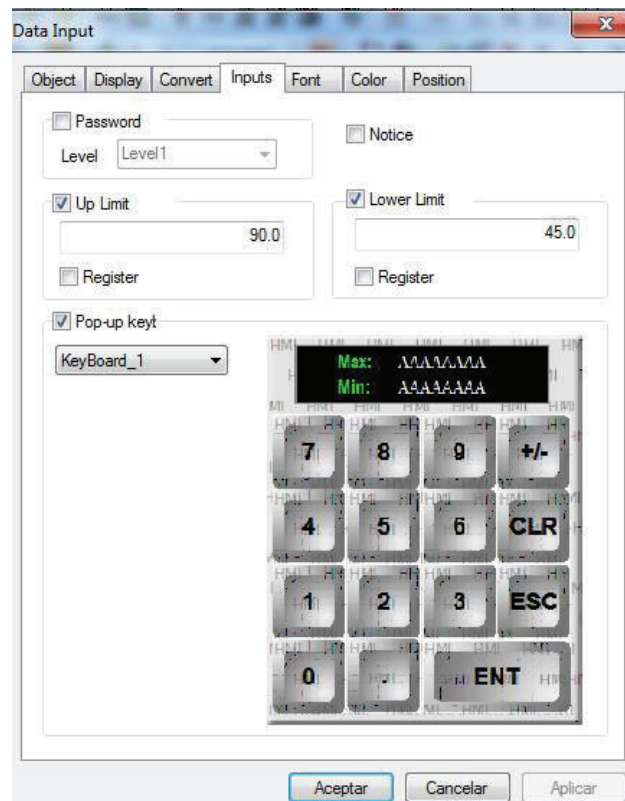 Data Input
x
Object Display Convert Inputs Font Color Position
Password
Notice
Level Level1
Up Limit
Lower Limit
90.0
45.0
Register
Register
Pop-up keyt
KeyBoard_1
Max: AAAAAAAA
Min: AAAAAAAA
7 8 9 +/-
4 5 6 CLR
1 2 3 ESC
0 . ENT
Aceptar Cancelar Aplicar